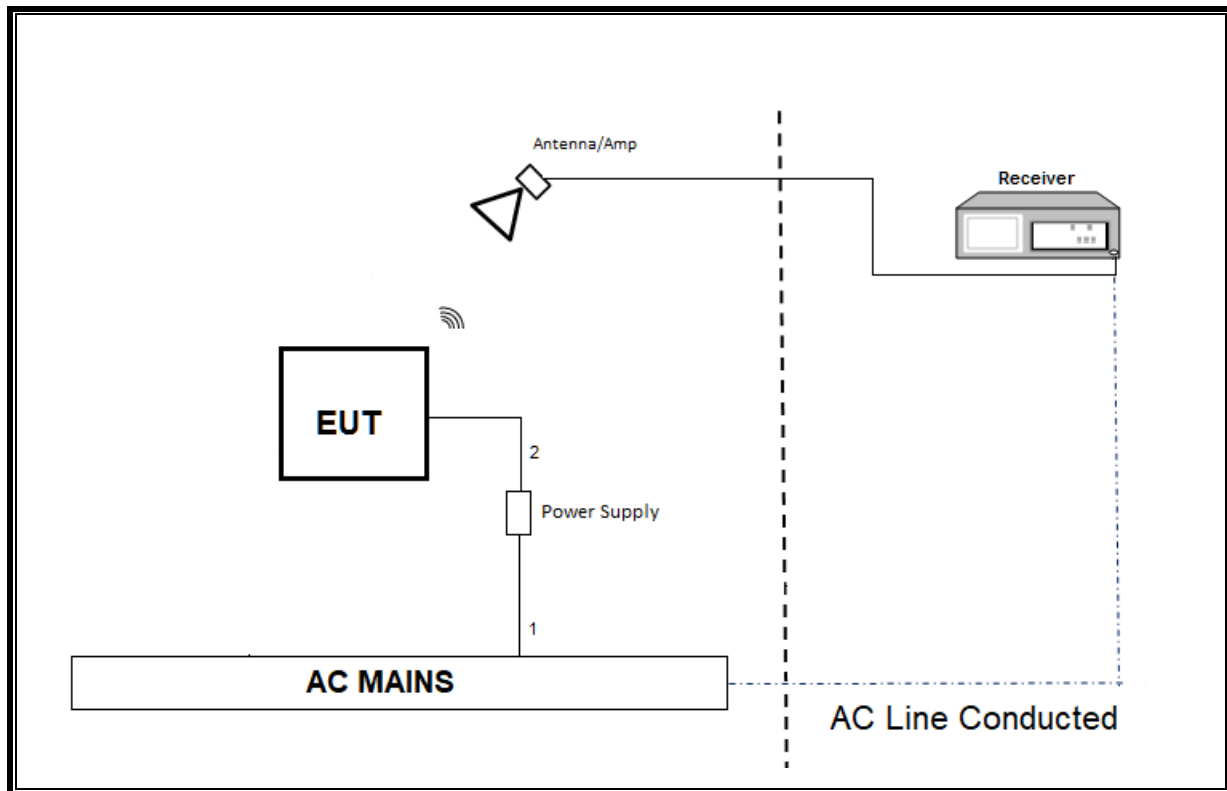 Antenna/Amp
Receiver
EUT
2
Power Supply
1
AC MAINS
AC Line Conducted